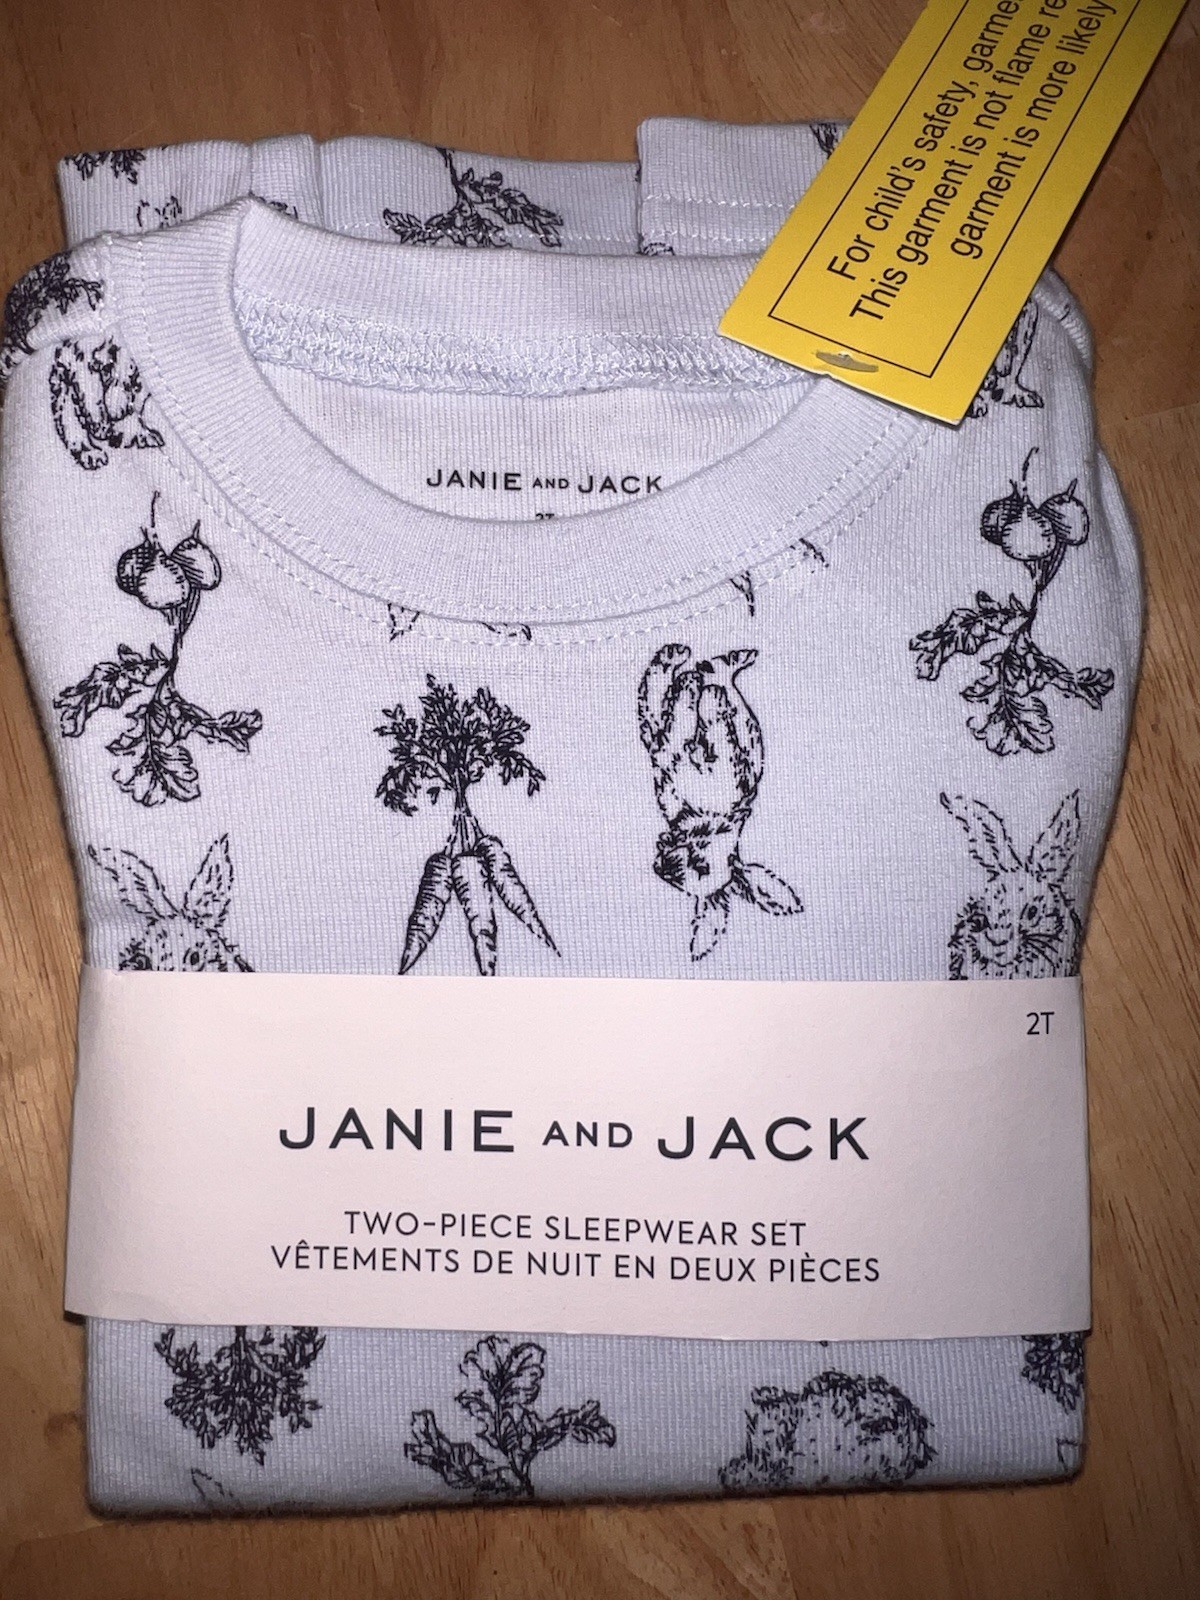 For child's safety, garme
This garment is not flame re
garment is more likely
JANIE AND JACK
2T
2T
JANIE AND JACK
TWO-PIECE SLEEPWEAR SET
VÊTEMENTS DE NUIT EN DEUX PIÈCES